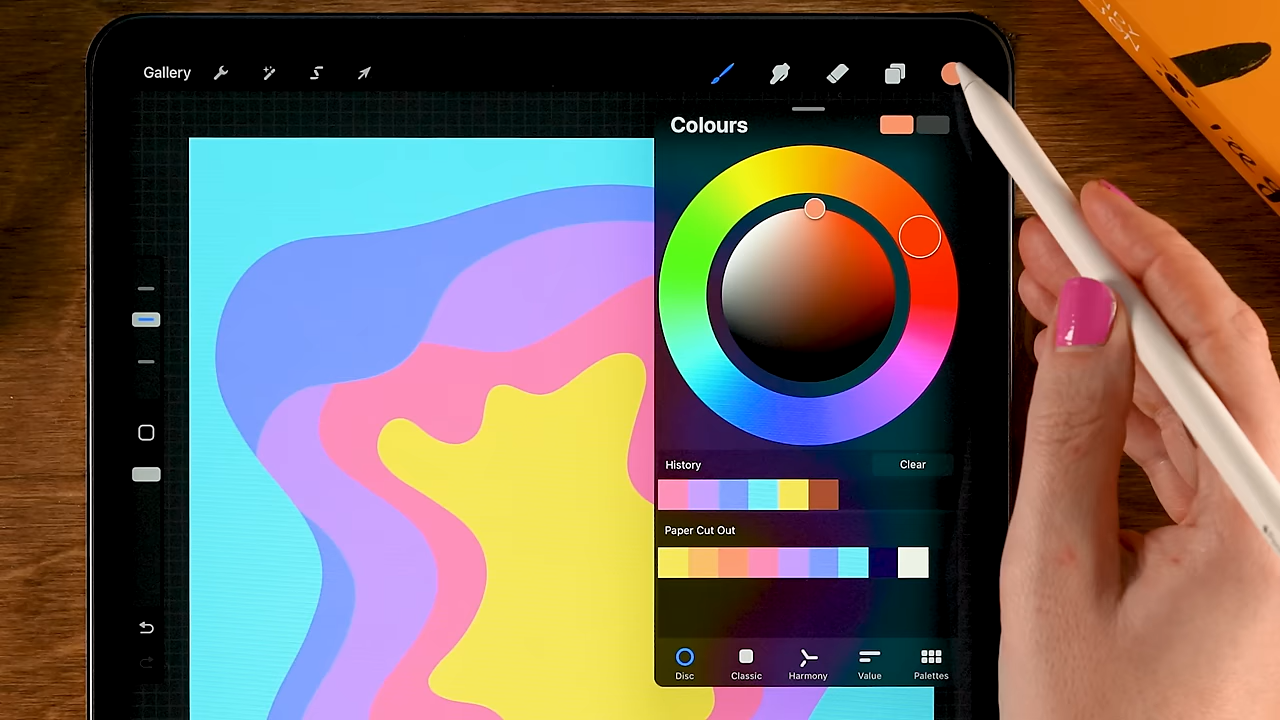 Gallery
Colours
History
Clear
Paper Cut Out
Disc
Classic
Harmony
Value
Palettes